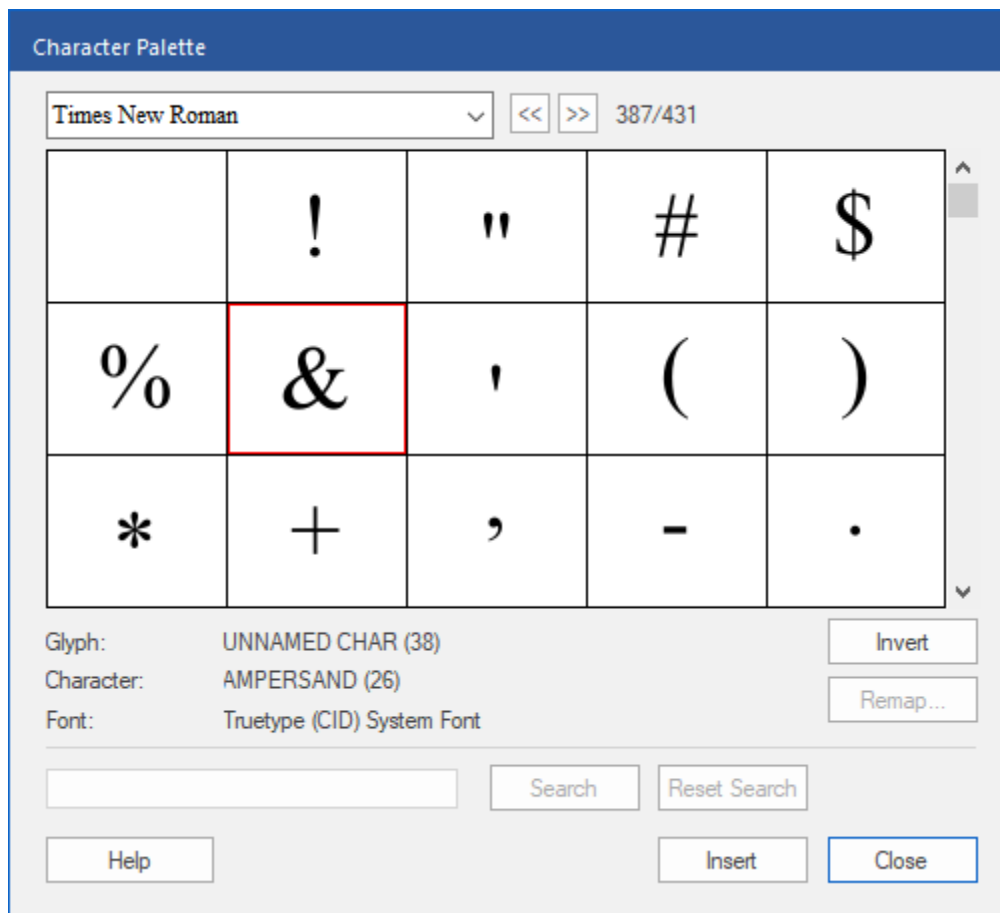 Character Palette
Times New Roman << >> 387/431
! " # $
% & ' ( )
* + , - .
Glyph: UNNAMED CHAR (38) Invert
Character: AMPERSAND (26) Remap...
Font: Truetype (CID) System Font
Search Reset Search
Help Insert Close